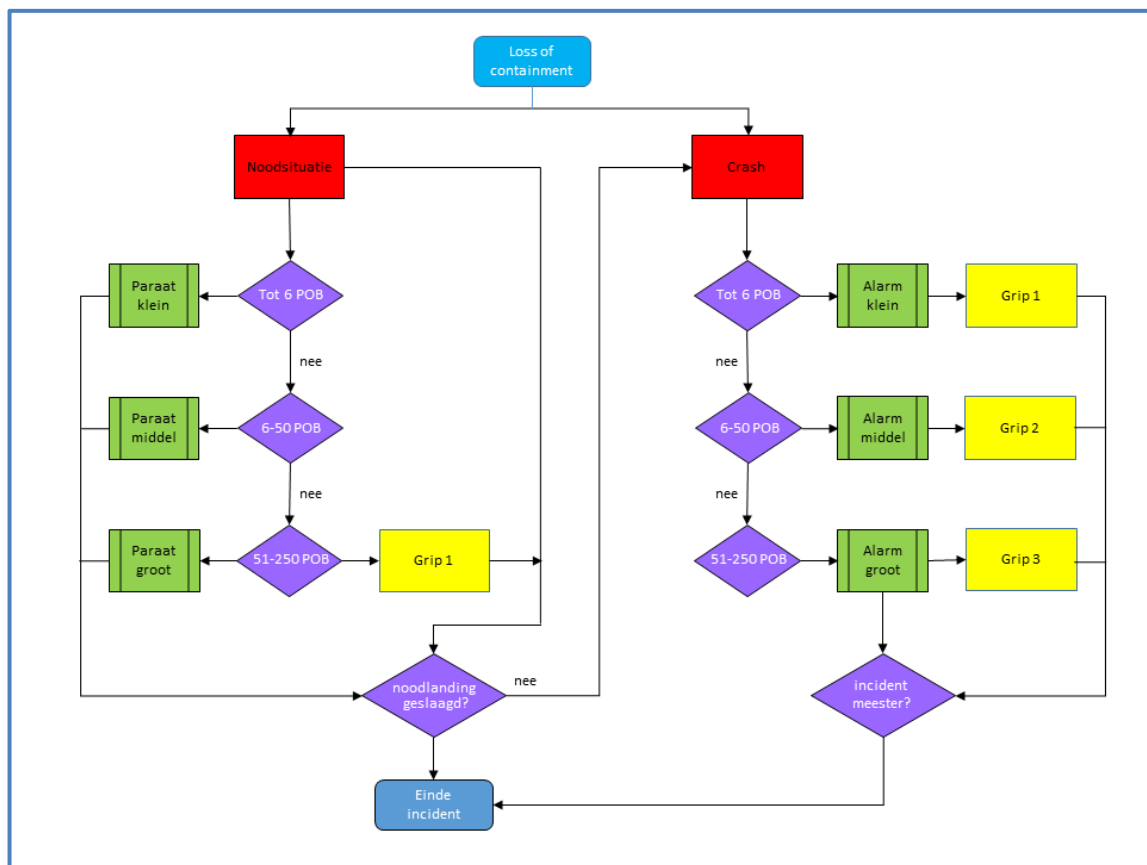 Loss of
containment
Noodsituatie
Crash
Paraat
klein
Tot 6 POB
Tot 6 POB
Alarm
klein
Grip 1
nee
nee
Paraat
middel
6-50 POB
6-50 POB
Alarm
middel
Grip 2
nee
nee
Paraat
groot
51-250 POB
Grip 1
51-250 POB
Alarm
groot
Grip 3
noodlanding
geslaagd?
nee
incident
meester?
Einde
incident